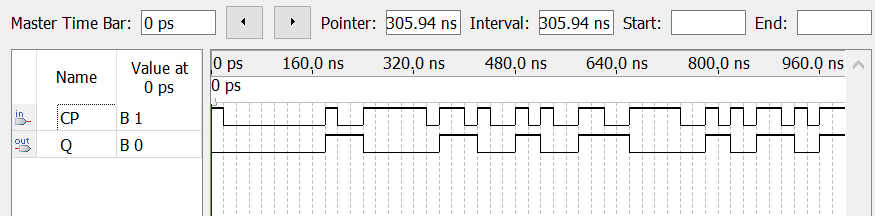 Master Time Bar: 0 ps Pointer: 305.94 ns Interval: 305.94 ns Start: End:
Name Value at 0 ps
0 ps 160.0 ns 320.0 ns 480.0 ns 640.0 ns 800.0 ns 960.0 ns
0 ps
in CP B 1
out Q B 0